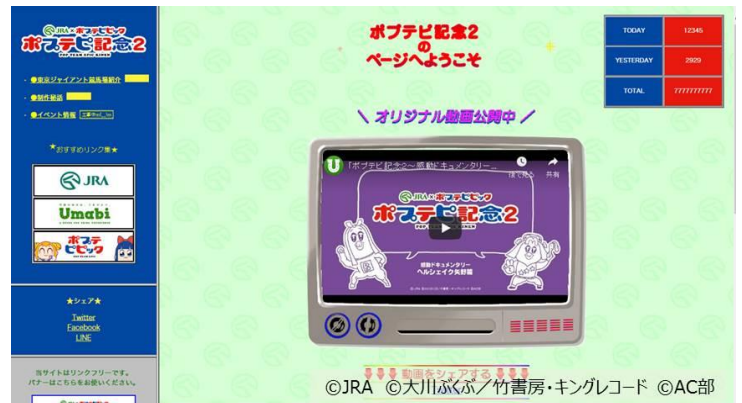 JRA×ポプテピピック
ポプテピ記念2
POP TEAM EPIC KINEN
・●東京ジャイアント競馬場紹介
・●制作秘話
・●イベント情報
★おすすめリンク集★
JRA
Umabi
ポプテピピック
★シェア★
Twitter
Facebook
LINE
当サイトはリンクフリーです。
バナーはこちらをお使いください。
ポプテピ記念2
の
ページへようこそ
TODAY 12345
YESTERDAY 2929
TOTAL 7777777777
＼ オリジナル動画公開中 ／
U
「ポプテピ記念2～感動ドキュメンタリー...
後で見る
共有
JRA×ポプテピピック
ポプテピ記念2
感動ドキュメンタリー
ヘルシェイク矢野篇
動画をシェアする
©JRA ©大川ぶくぶ／竹書房・キングレコード ©AC部